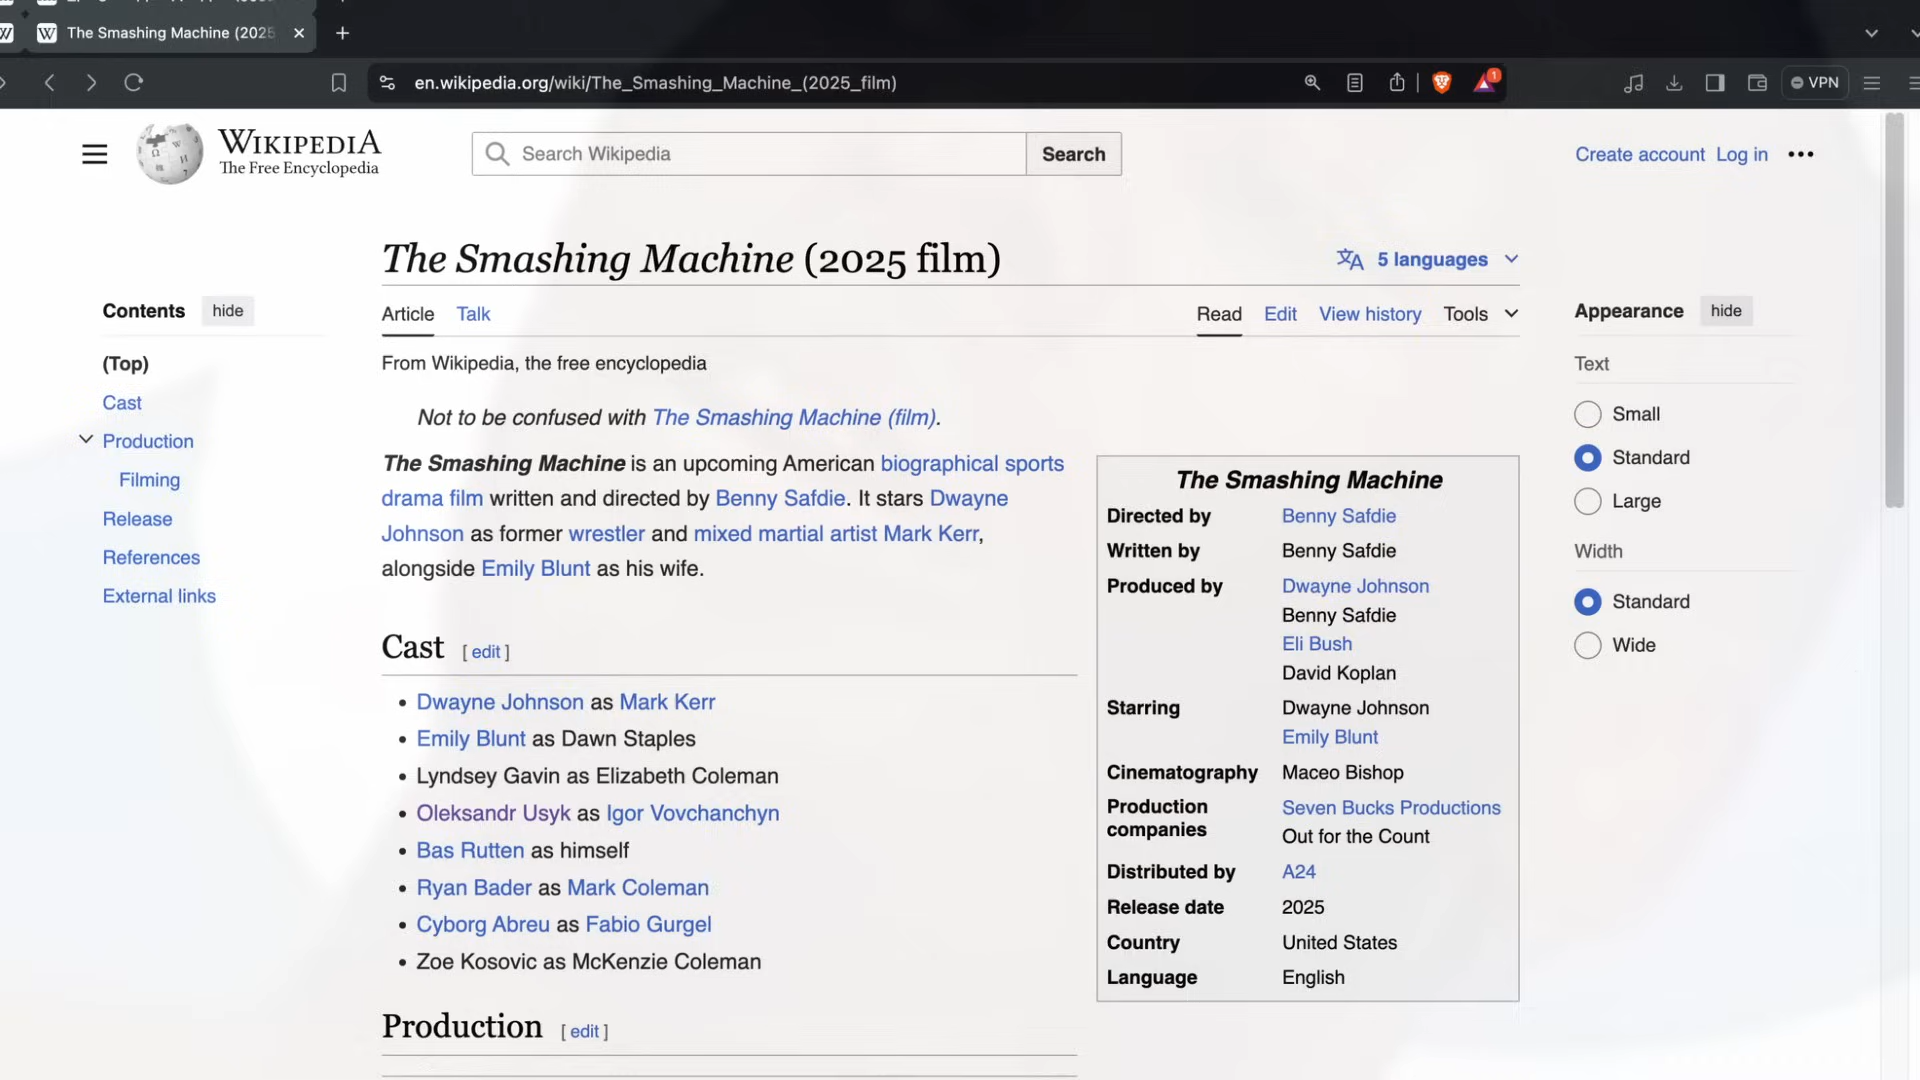 The Smashing Machine (2025
en.wikipedia.org/wiki/The_Smashing_Machine_(2025_film)
1
VPN
WIKIPEDIA
The Free Encyclopedia
Search Wikipedia
Search
Create account Log in
The Smashing Machine (2025 film)
5 languages
Contents hide
(Top)
Cast
Production
Filming
Release
References
External links
Article Talk
Read Edit View history Tools
From Wikipedia, the free encyclopedia
Not to be confused with The Smashing Machine (film).
The Smashing Machine is an upcoming American biographical sports
drama film written and directed by Benny Safdie. It stars Dwayne
Johnson as former wrestler and mixed martial artist Mark Kerr,
alongside Emily Blunt as his wife.
Cast [ edit ]
Dwayne Johnson as Mark Kerr
Emily Blunt as Dawn Staples
Lyndsey Gavin as Elizabeth Coleman
Oleksandr Usyk as Igor Vovchanchyn
Bas Rutten as himself
Ryan Bader as Mark Coleman
Cyborg Abreu as Fabio Gurgel
Zoe Kosovic as McKenzie Coleman
Production [ edit ]
The Smashing Machine
Directed by Benny Safdie
Written by Benny Safdie
Produced by Dwayne Johnson
Benny Safdie
Eli Bush
David Koplan
Starring Dwayne Johnson
Emily Blunt
Cinematography Maceo Bishop
Production companies Seven Bucks Productions
Out for the Count
Distributed by A24
Release date 2025
Country United States
Language English
Appearance hide
Text
Small
Standard
Large
Width
Standard
Wide